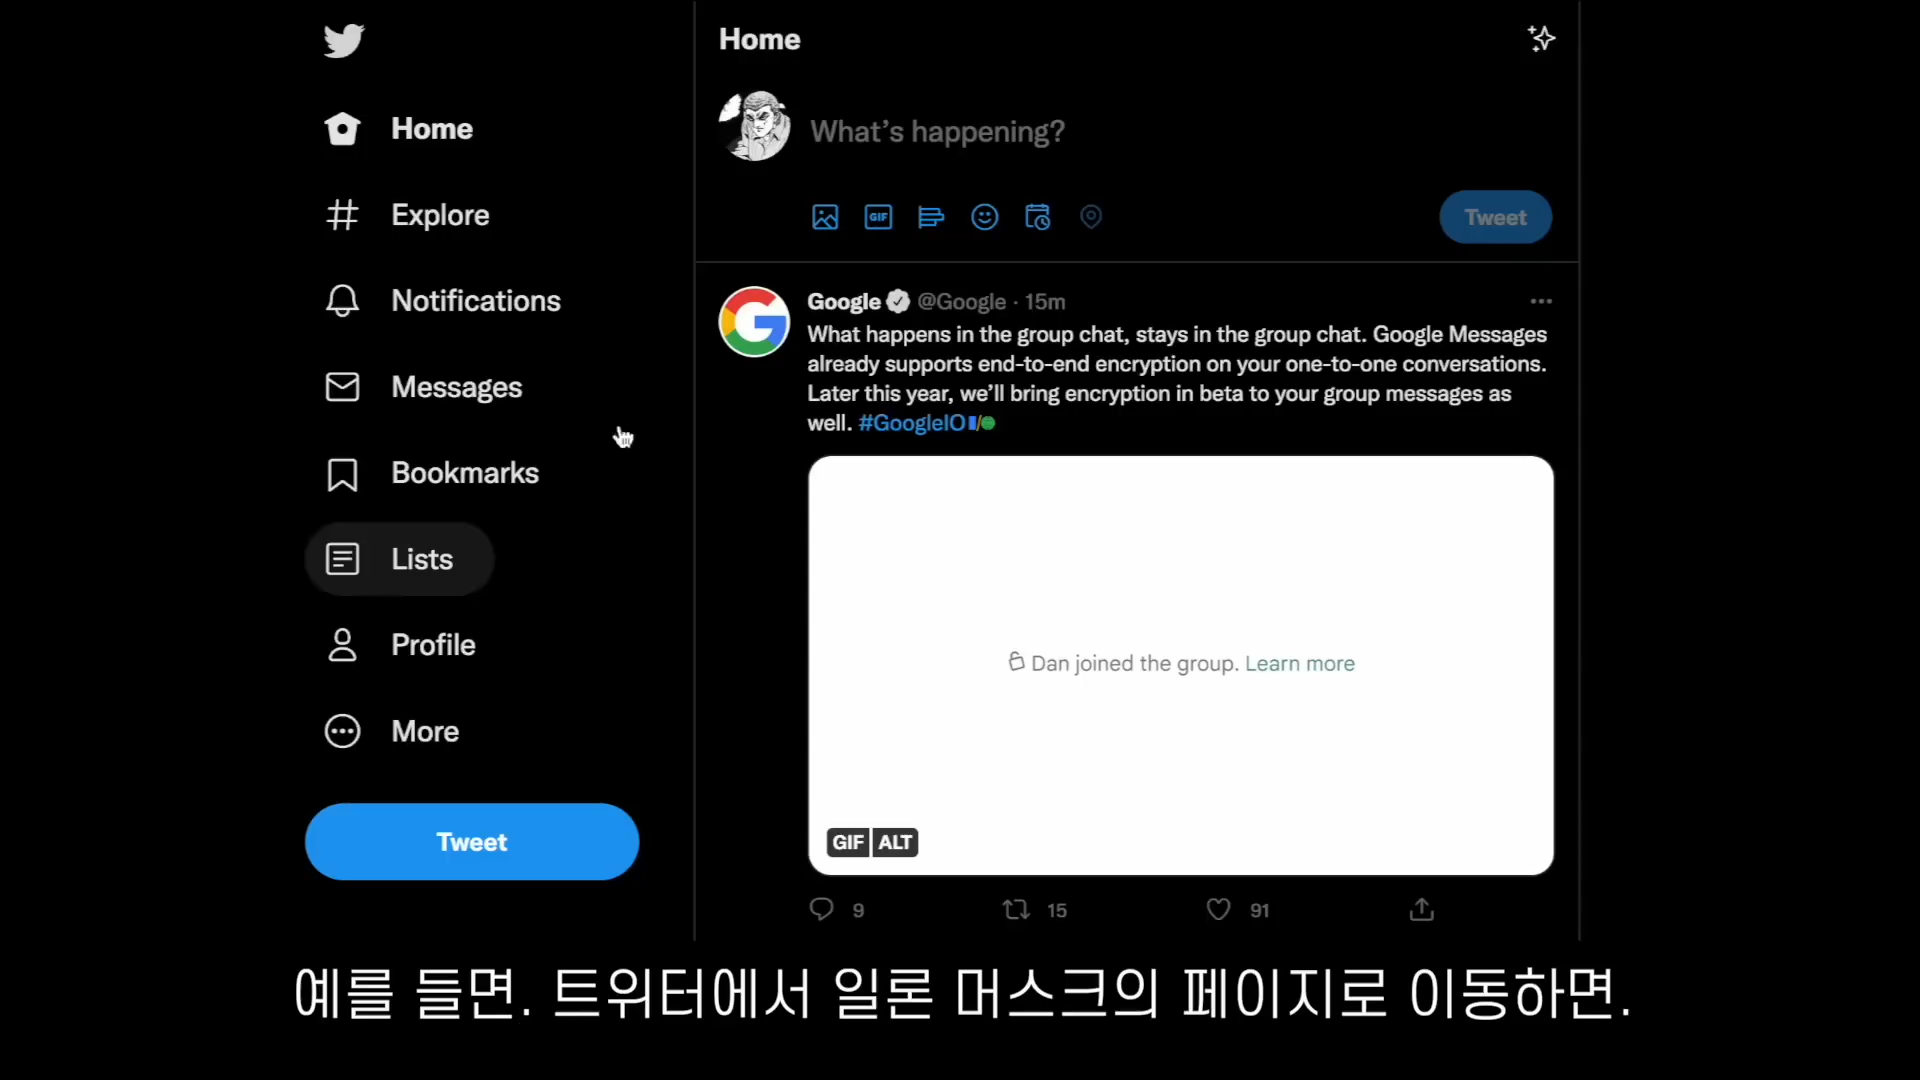 Home
Explore
Notifications
Messages
Bookmarks
Lists
Profile
More
Tweet
Home
What's happening?
GIF
Tweet
Google @Google · 15m
What happens in the group chat, stays in the group chat. Google Messages
already supports end-to-end encryption on your one-to-one conversations.
Later this year, we'll bring encryption in beta to your group messages as
well. #GoogleIO
Dan joined the group. Learn more
GIF ALT
9 15 91
예를 들면. 트위터에서 일론 머스크의 페이지로 이동하면.